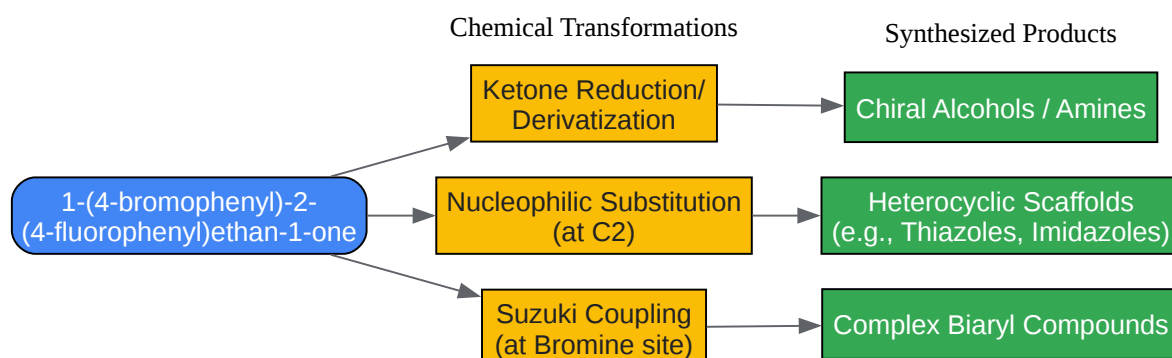 Chemical Transformations
Synthesized Products
Ketone Reduction/
Derivatization
Chiral Alcohols / Amines
1-(4-bromophenyl)-2-
(4-fluorophenyl)ethan-1-one
Nucleophilic Substitution
(at C2)
Heterocyclic Scaffolds
(e.g., Thiazoles, Imidazoles)
Suzuki Coupling
(at Bromine site)
Complex Biaryl Compounds